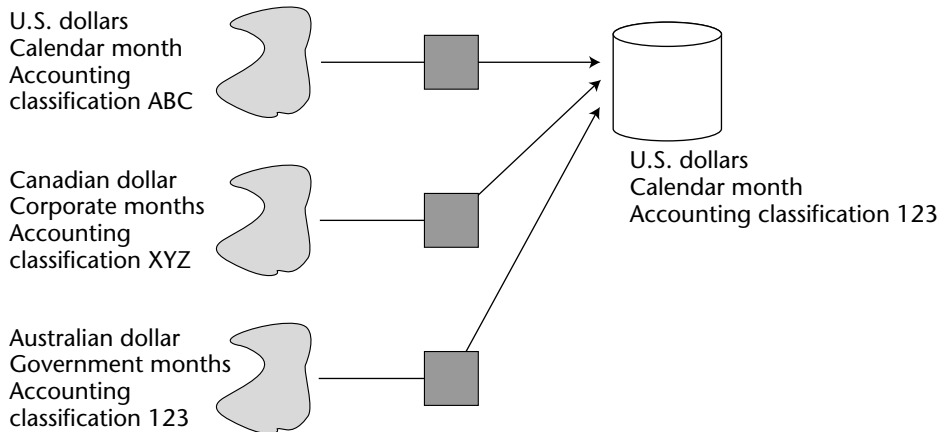 U.S. dollars
Calendar month
Accounting
classification ABC
Canadian dollar
Corporate months
Accounting
classification XYZ
Australian dollar
Government months
Accounting
classification 123
U.S. dollars
Calendar month
Accounting classification 123